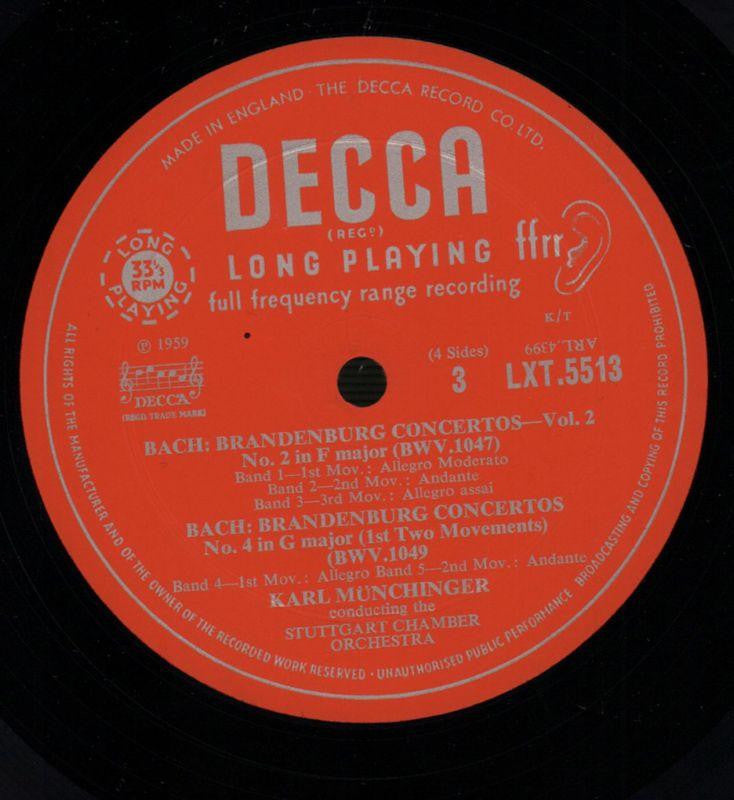 MADE IN ENGLAND · THE DECCA RECORD CO. LTD.
DECCA
(REGD)
LONG PLAYING
ffrr
full frequency range recording
LONG
33⅓
RPM
PLAYING
K/T
℗ 1959
ARL.4399
(4 Sides)
3
LXT.5513
DECCA
(REGD. TRADE MARK)
BACH: BRANDENBURG CONCERTOS—Vol. 2
No. 2 in F major (BWV.1047)
Band 1—1st Mov.: Allegro Moderato
Band 2—2nd Mov.: Andante
Band 3—3rd Mov.: Allegro assai
BACH: BRANDENBURG CONCERTOS
No. 4 in G major (1st Two Movements)
(BWV.1049
Band 4—1st Mov.: Allegro Band 5—2nd Mov.: Andante
KARL MÜNCHINGER
conducting the
STUTTGART CHAMBER
ORCHESTRA
ALL RIGHTS OF THE MANUFACTURER AND OF THE OWNER OF THE RECORDED WORK RESERVED · UNAUTHORISED PUBLIC PERFORMANCE BROADCASTING AND COPYING OF THIS RECORD PROHIBITED